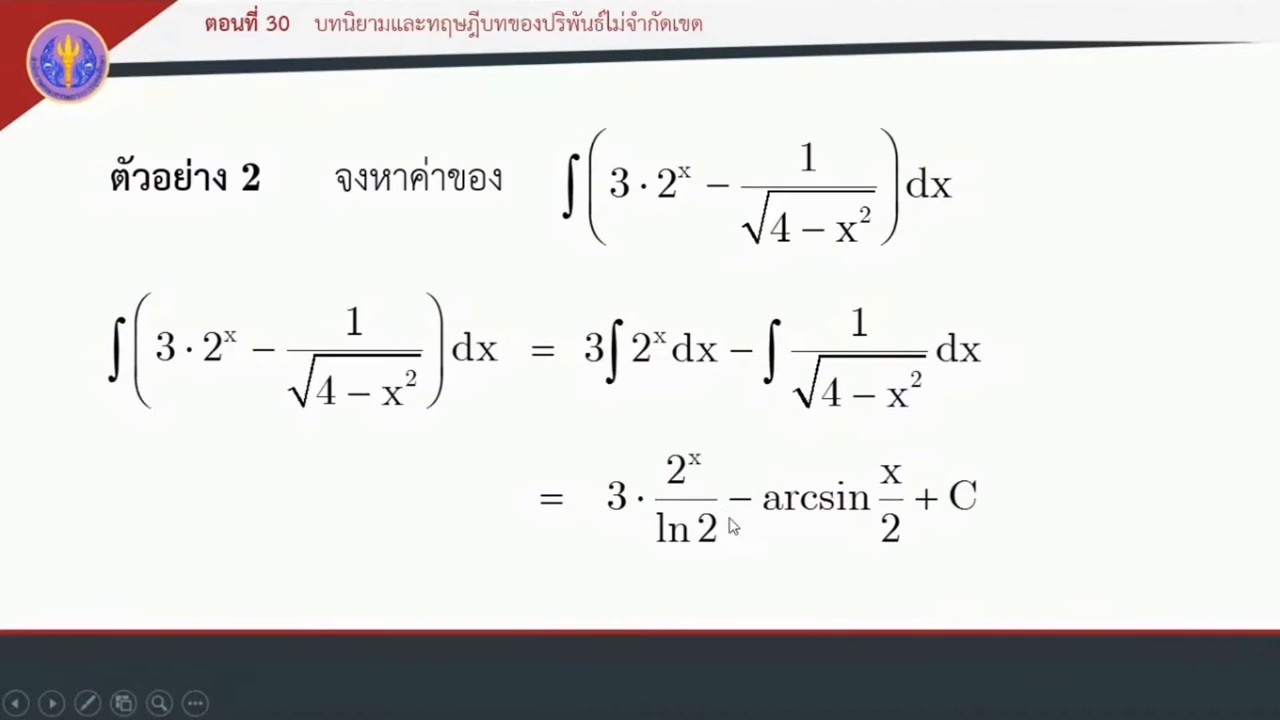 ตอนที่ 30 บทนิยามและทฤษฎีบทของปริพันธ์ไม่จำกัดเขต
ตัวอย่าง 2 จงหาค่าของ ∫(3 · 2^x − 1/√(4 − x²)) dx
∫(3 · 2^x − 1/√(4 − x²)) dx = 3∫2^x dx − ∫ 1/√(4 − x²) dx
= 3 · 2^x/ln 2 − arcsin x/2 + C